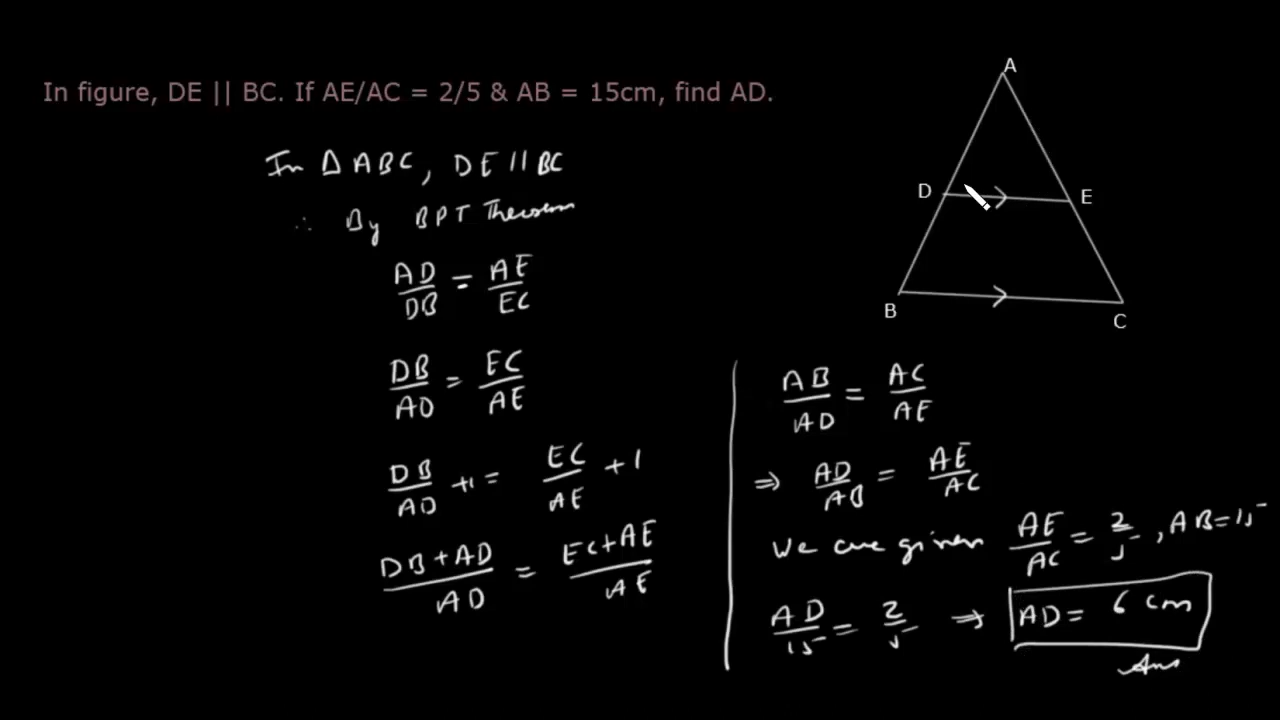 In figure, DE || BC. If AE/AC = 2/5 & AB = 15cm, find AD.
A
D
E
B
C
In Δ ABC, DE || BC
∴ By BPT Theorem
AD/DB = AE/EC
DB/AD = EC/AE
DB/AD +1 = EC/AE +1
DB+AD/AD = EC+AE/AE
AB/AD = AC/AE
⇒ AD/AB = AE/AC
We are given AE/AC = 2/5, AB=15
AD/15 = 2/5 ⇒ AD = 6 cm
Ans